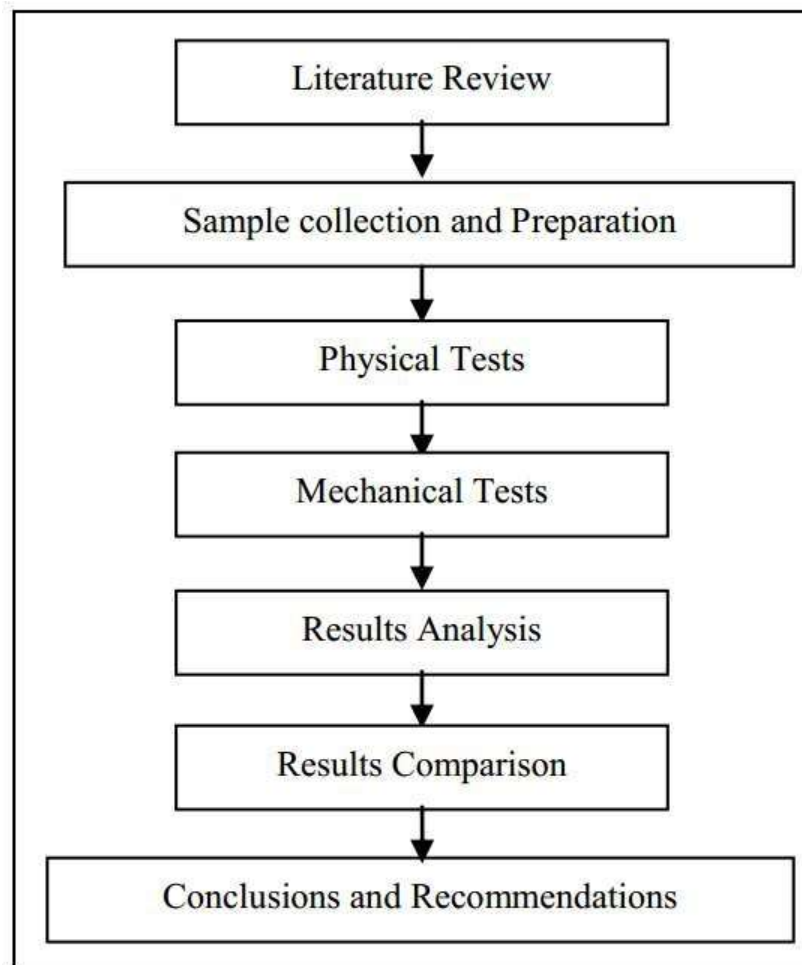 Literature Review
Sample collection and Preparation
Physical Tests
Mechanical Tests
Results Analysis
Results Comparison
Conclusions and Recommendations